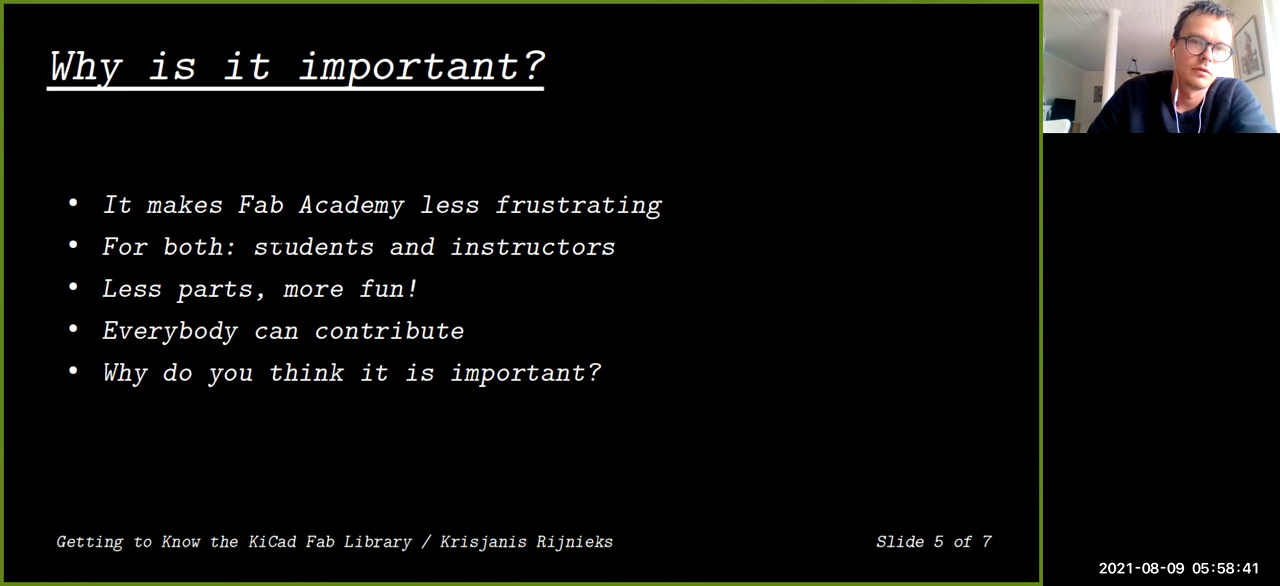 Why is it important?
• It makes Fab Academy less frustrating
• For both: students and instructors
• Less parts, more fun!
• Everybody can contribute
• Why do you think it is important?
Getting to Know the KiCad Fab Library / Krisjanis Rijnieks
Slide 5 of 7
2021-08-09 05:58:41